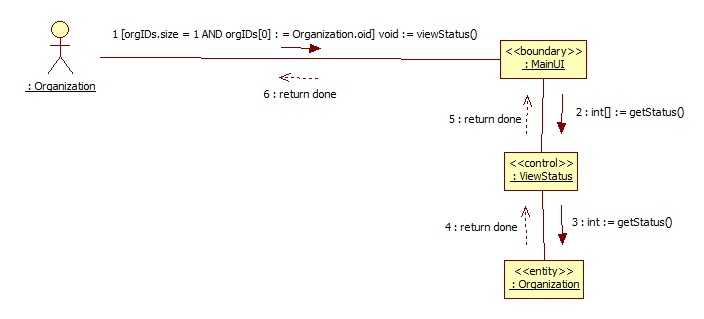 1 [orgIDs.size = 1 AND orgIDs[0] : = Organization.oid] void := viewStatus()
<<boundary>>
: MainUI
: Organization
6 : return done
5 : return done
2 : int[] := getStatus()
<<control>>
: ViewStatus
4 : return done
3 : int := getStatus()
<<entity>>
: Organization